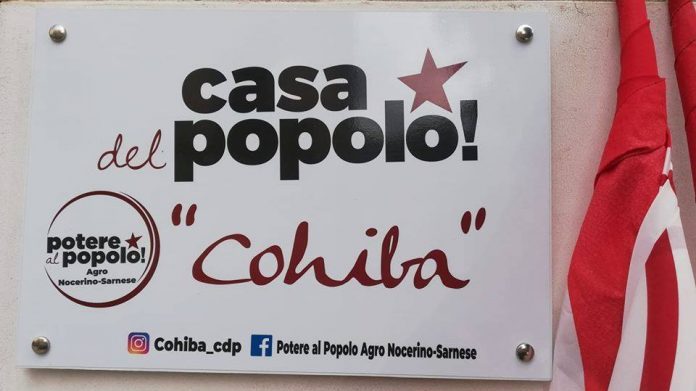 casa
del popolo!
"Cohiba"
potere
al popolo!
Agro
Nocerino-Sarnese
Cohiba_cdp Potere al Popolo Agro Nocerino-Sarnese